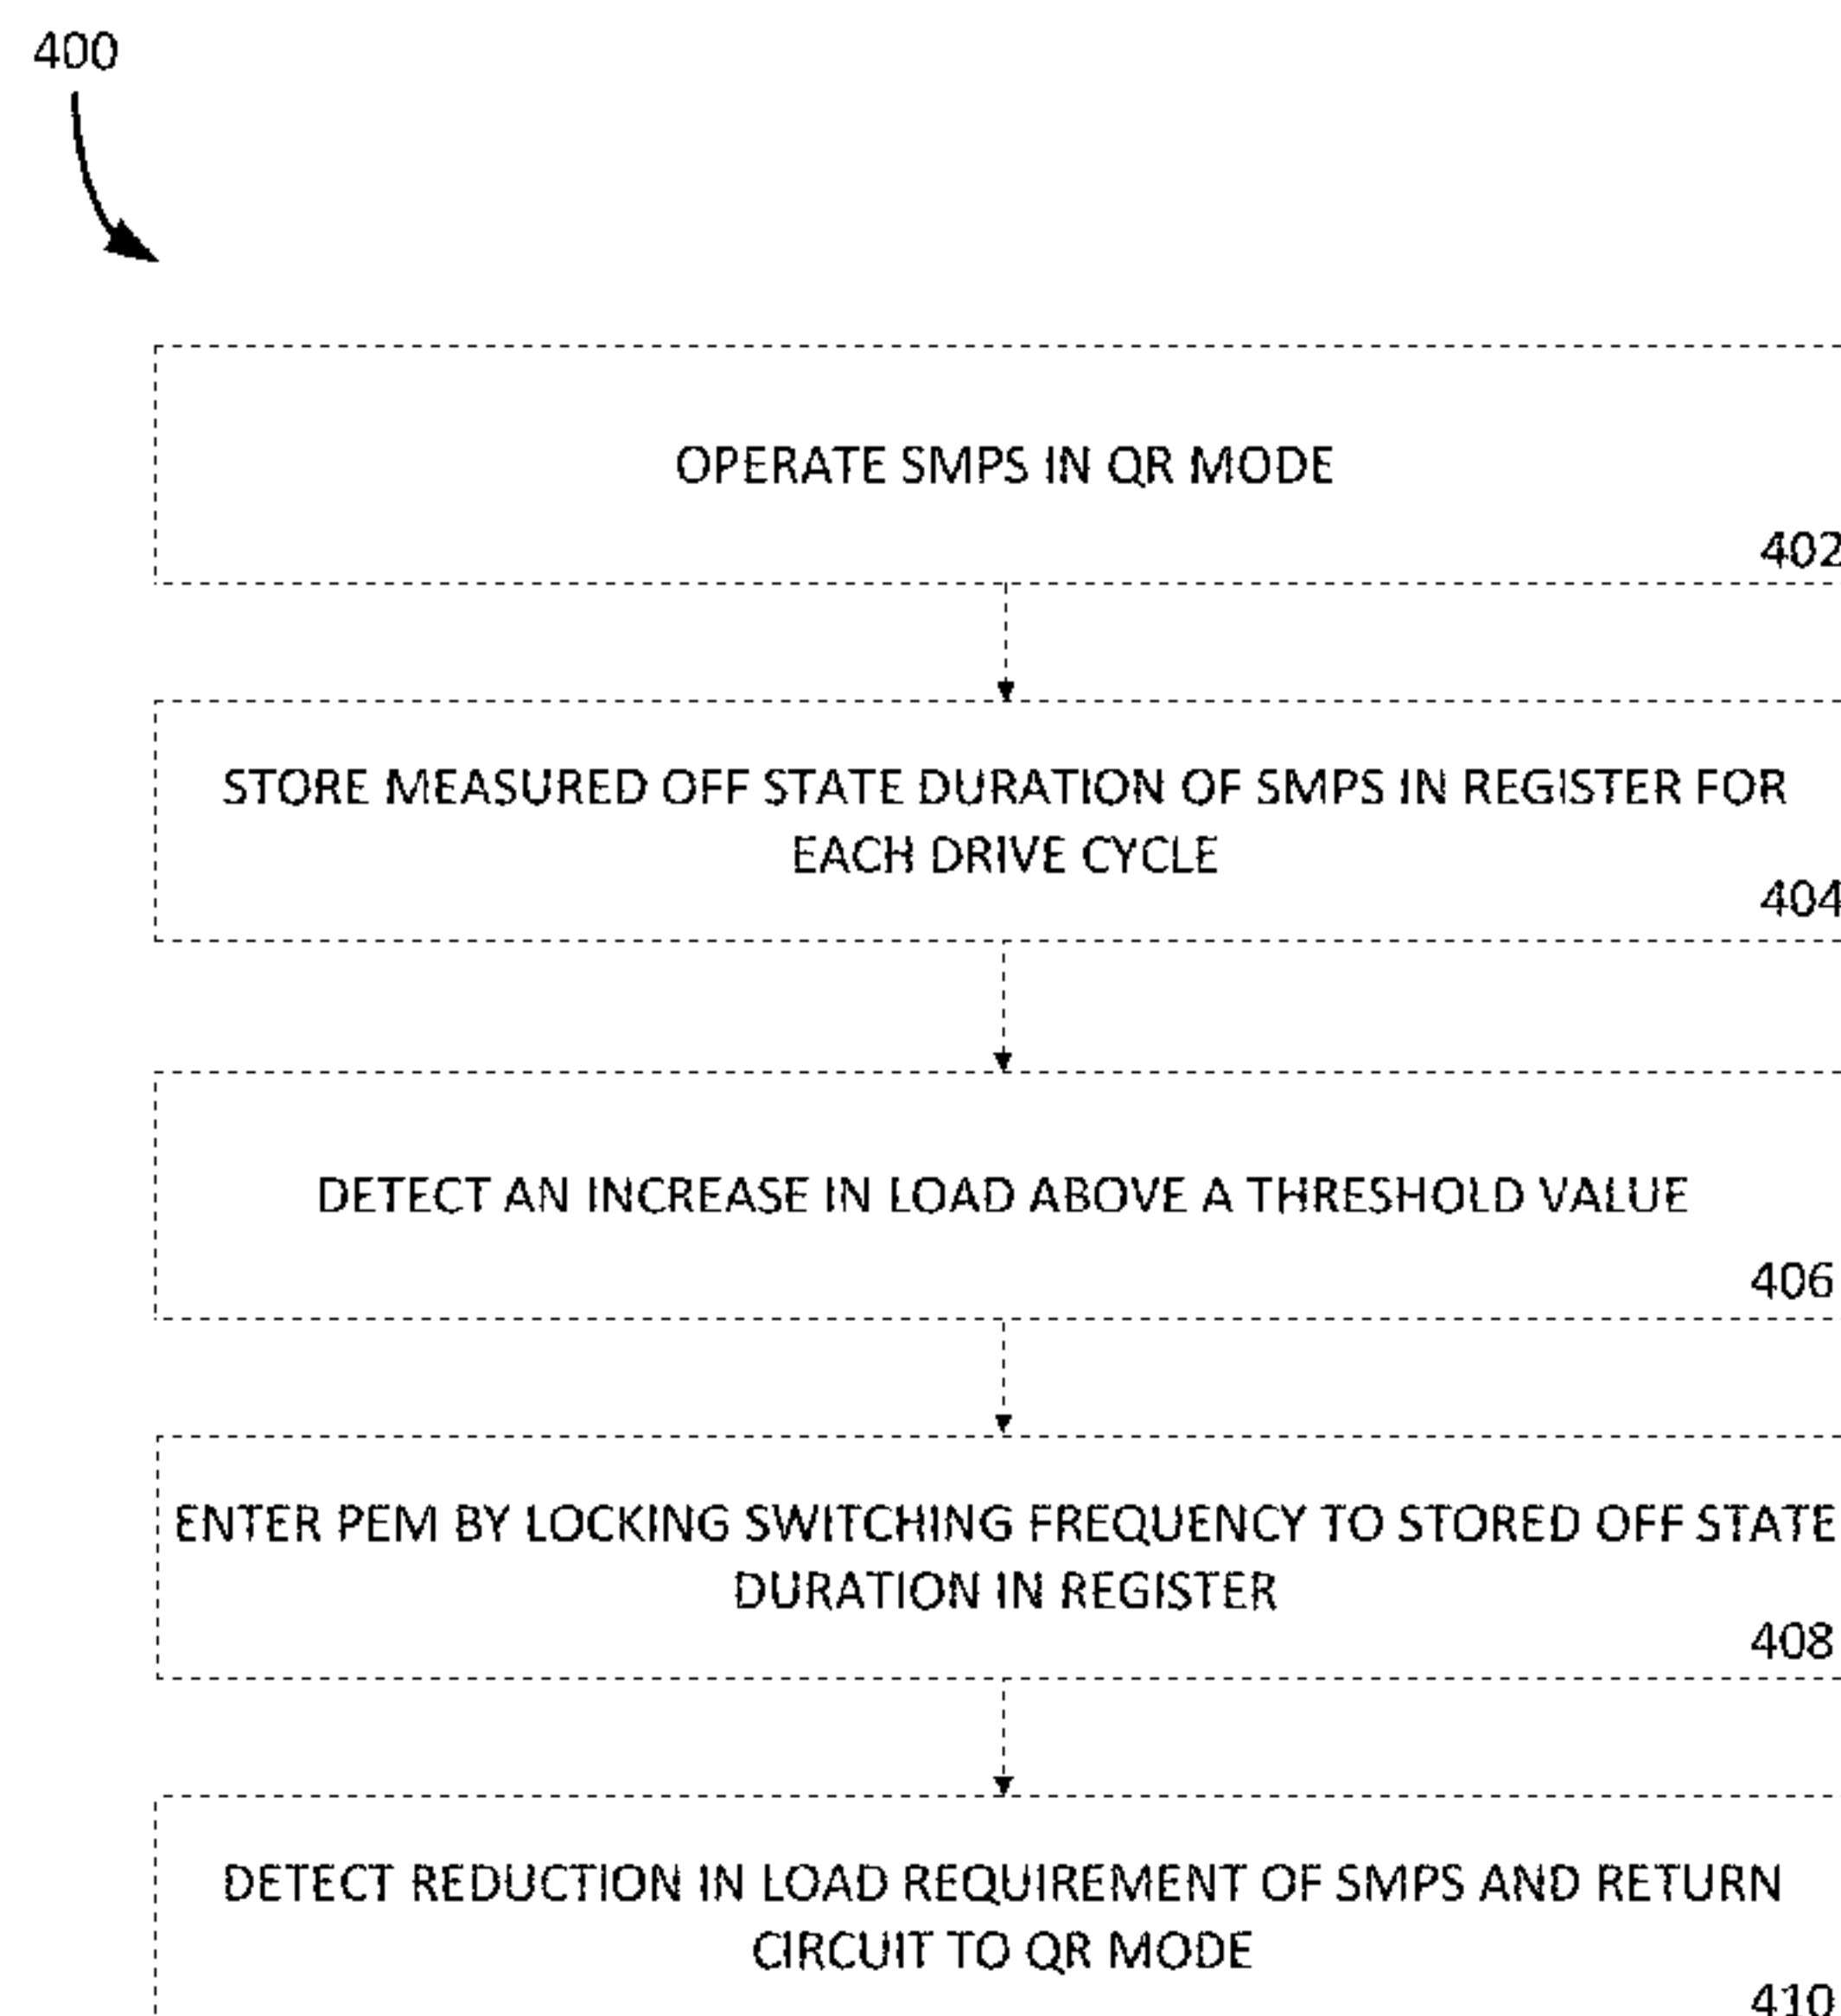 400
OPERATE SMPS IN QR MODE
402
STORE MEASURED OFF STATE DURATION OF SMPS IN REGISTER FOR
EACH DRIVE CYCLE
404
DETECT AN INCREASE IN LOAD ABOVE A THRESHOLD VALUE
406
ENTER PEM BY LOCKING SWITCHING FREQUENCY TO STORED OFF STATE
DURATION IN REGISTER
408
DETECT REDUCTION IN LOAD REQUIREMENT OF SMPS AND RETURN
CIRCUIT TO QR MODE
410